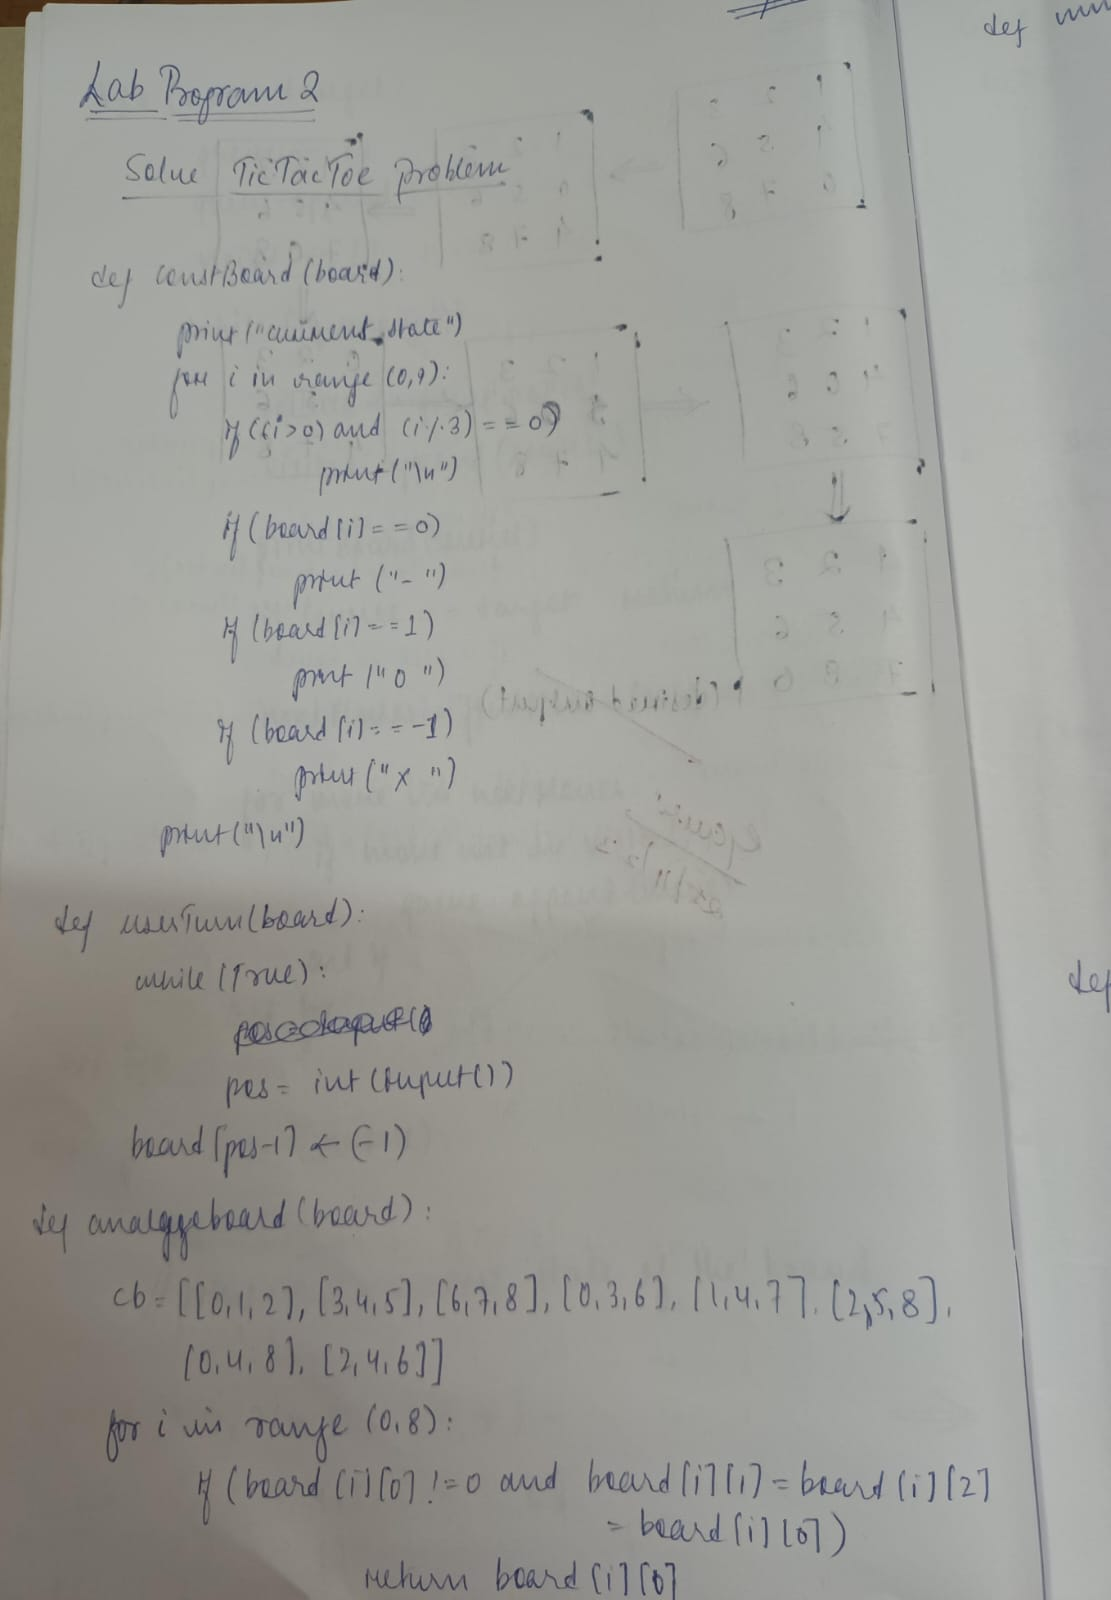 Lab Program 2
Solve TicTacToe problem
def constBoard(board):
print("current state")
for i in range (0,9):
if((i>0) and (i%3)==0)
print("\n")
if (board[i]==0)
print ("- ")
if (board[i]==1)
print ("0 ")
if (board[i]==-1)
print ("x ")
print("\n")
def userTurn(board):
while (True):
pos = int(input())
board[pos-1] ← (-1)
def analyzeboard(board):
cb=[[0,1,2],[3,4,5],[6,7,8],[0,3,6],[1,4,7],[2,5,8],
[0,4,8],[2,4,6]]
for i in range (0,8):
if (board[i][0]!=0 and board[i][1]=board[i][2]
=board[i][0])
return board[i][0]
def
def